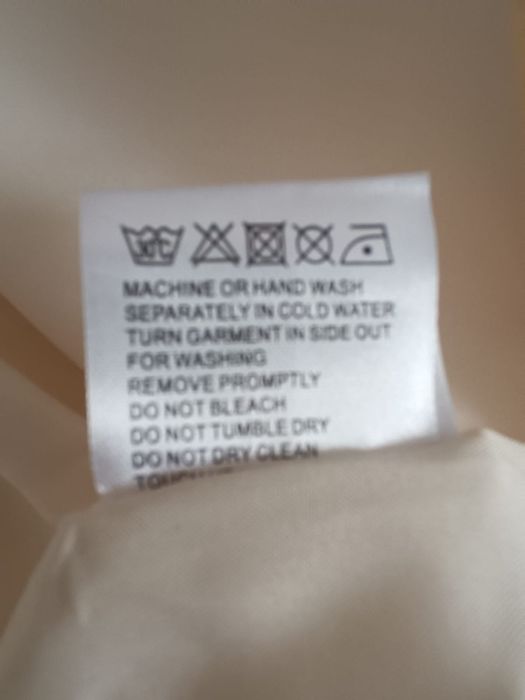 30°C
MACHINE OR HAND WASH
SEPARATELY IN COLD WATER
TURN GARMENT IN SIDE OUT
FOR WASHING
REMOVE PROMPTLY
DO NOT BLEACH
DO NOT TUMBLE DRY
DO NOT DRY CLEAN